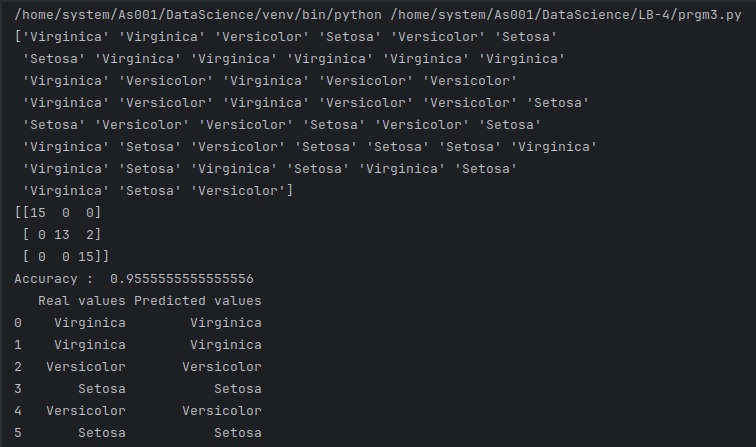 /home/system/As001/DataScience/venv/bin/python /home/system/As001/DataScience/LB-4/prgm3.py
['Virginica' 'Virginica' 'Versicolor' 'Setosa' 'Versicolor' 'Setosa'
 'Setosa' 'Virginica' 'Virginica' 'Virginica' 'Virginica' 'Virginica'
 'Virginica' 'Versicolor' 'Virginica' 'Versicolor' 'Versicolor'
 'Virginica' 'Versicolor' 'Virginica' 'Versicolor' 'Versicolor' 'Setosa'
 'Setosa' 'Versicolor' 'Versicolor' 'Setosa' 'Versicolor' 'Setosa'
 'Virginica' 'Setosa' 'Versicolor' 'Setosa' 'Setosa' 'Setosa' 'Virginica'
 'Virginica' 'Setosa' 'Virginica' 'Setosa' 'Virginica' 'Setosa'
 'Virginica' 'Setosa' 'Versicolor']
[[15  0  0]
 [ 0 13  2]
 [ 0  0 15]]
Accuracy :  0.9555555555555556
   Real values Predicted values
0    Virginica        Virginica
1    Virginica        Virginica
2   Versicolor       Versicolor
3       Setosa           Setosa
4   Versicolor       Versicolor
5       Setosa           Setosa